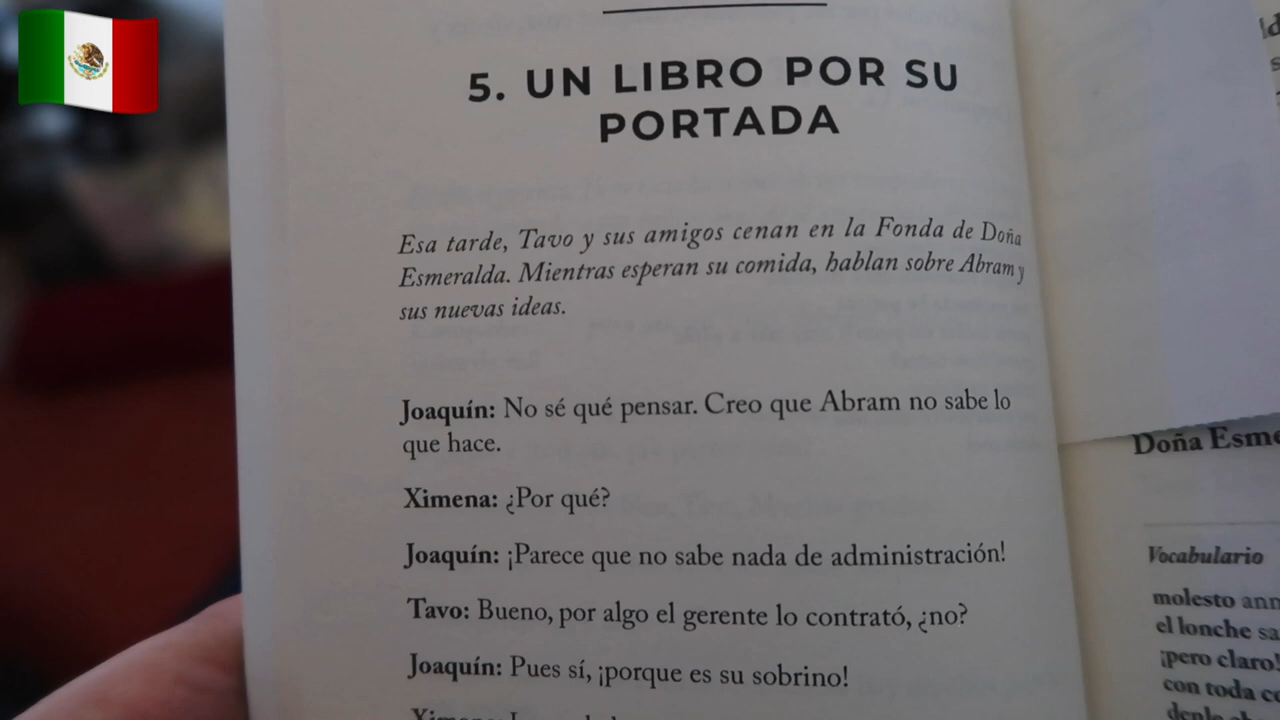 5. UN LIBRO POR SU
PORTADA
Esa tarde, Tavo y sus amigos cenan en la Fonda de Doña
Esmeralda. Mientras esperan su comida, hablan sobre Abram y
sus nuevas ideas.
Joaquín: No sé qué pensar. Creo que Abram no sabe lo
que hace.
Ximena: ¿Por qué?
Joaquín: ¡Parece que no sabe nada de administración!
Tavo: Bueno, por algo el gerente lo contrató, ¿no?
Joaquín: Pues sí, ¡porque es su sobrino!
Doña Esme
Vocabulario
molesto ann
el lonche sa
¡pero claro!
con toda co